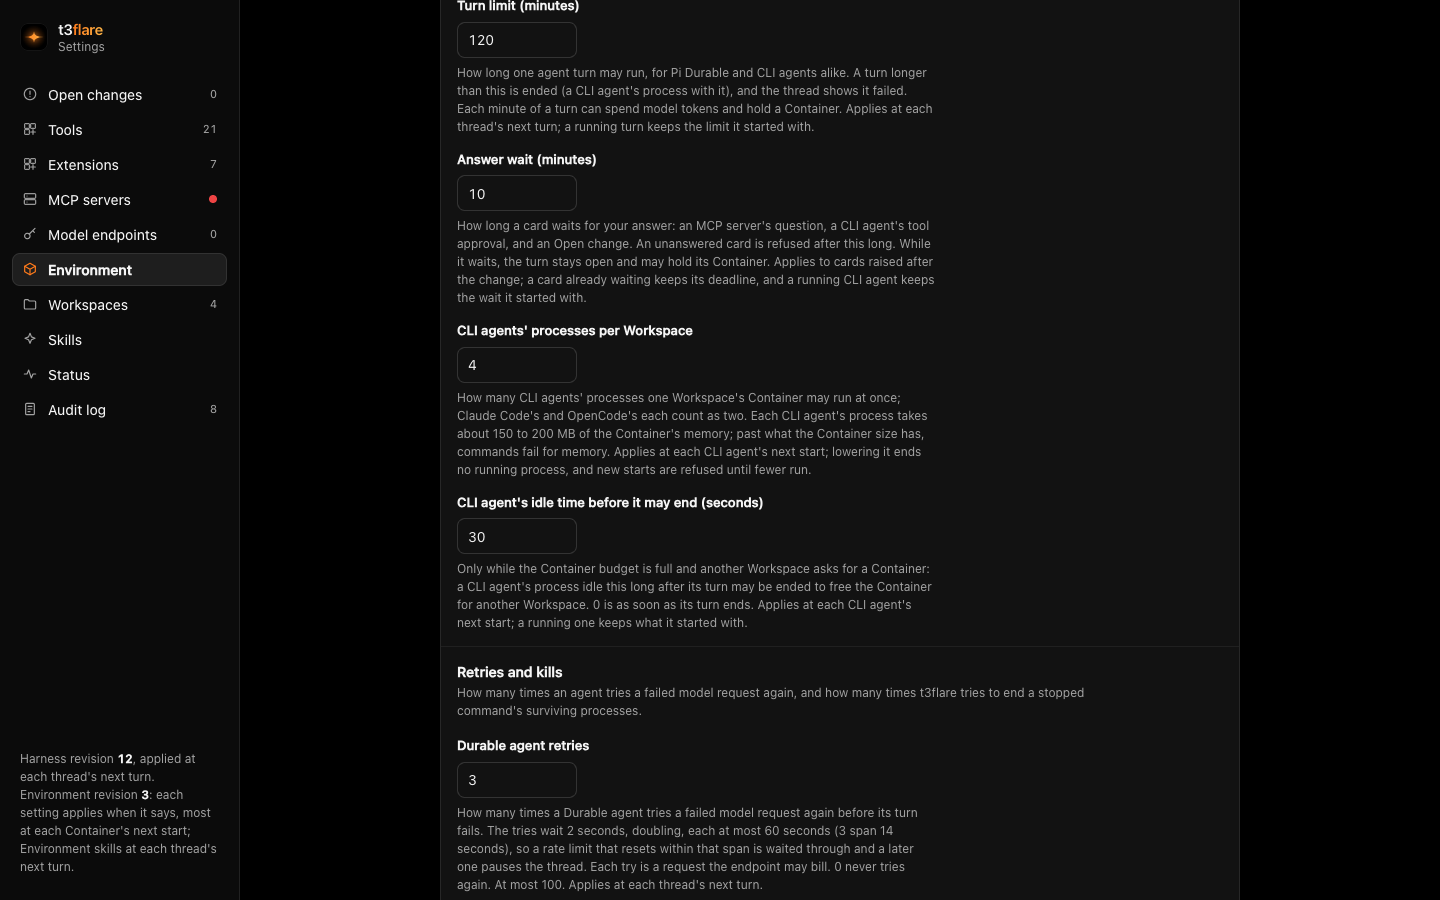 t3flare
Settings
Open changes 0
Tools 21
Extensions 7
MCP servers
Model endpoints 0
Environment
Workspaces 4
Skills
Status
Audit log 8
Harness revision 12, applied at
each thread's next turn.
Environment revision 3: each
setting applies when it says, most
at each Container's next start;
Environment skills at each thread's
next turn.
Turn limit (minutes)
120
How long one agent turn may run, for Pi Durable and CLI agents alike. A turn longer
than this is ended (a CLI agent's process with it), and the thread shows it failed.
Each minute of a turn can spend model tokens and hold a Container. Applies at each
thread's next turn; a running turn keeps the limit it started with.
Answer wait (minutes)
10
How long a card waits for your answer: an MCP server's question, a CLI agent's tool
approval, and an Open change. An unanswered card is refused after this long. While
it waits, the turn stays open and may hold its Container. Applies to cards raised after
the change; a card already waiting keeps its deadline, and a running CLI agent keeps
the wait it started with.
CLI agents' processes per Workspace
4
How many CLI agents' processes one Workspace's Container may run at once;
Claude Code's and OpenCode's each count as two. Each CLI agent's process takes
about 150 to 200 MB of the Container's memory; past what the Container size has,
commands fail for memory. Applies at each CLI agent's next start; lowering it ends
no running process, and new starts are refused until fewer run.
CLI agent's idle time before it may end (seconds)
30
Only while the Container budget is full and another Workspace asks for a Container:
a CLI agent's process idle this long after its turn may be ended to free the Container
for another Workspace. 0 is as soon as its turn ends. Applies at each CLI agent's
next start; a running one keeps what it started with.
Retries and kills
How many times an agent tries a failed model request again, and how many times t3flare tries to end a stopped
command's surviving processes.
Durable agent retries
3
How many times a Durable agent tries a failed model request again before its turn
fails. The tries wait 2 seconds, doubling, each at most 60 seconds (3 span 14
seconds), so a rate limit that resets within that span is waited through and a later
one pauses the thread. Each try is a request the endpoint may bill. 0 never tries
again. At most 100. Applies at each thread's next turn.